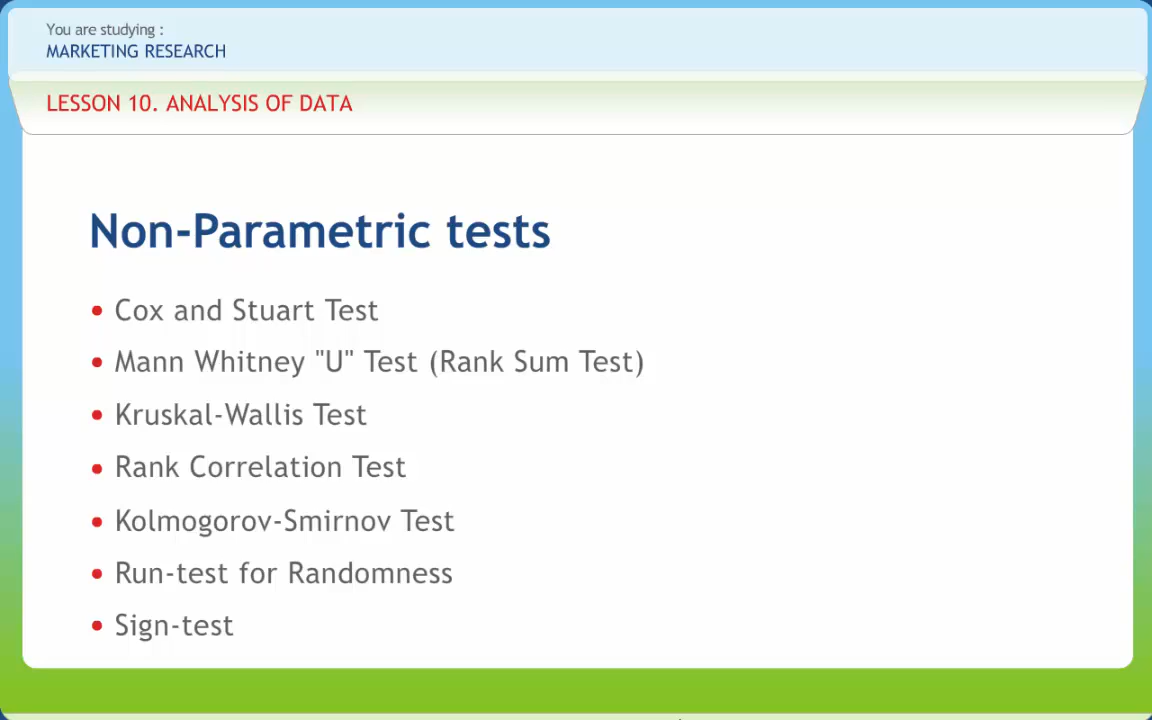 You are studying :
MARKETING RESEARCH
LESSON 10. ANALYSIS OF DATA
Non-Parametric tests
• Cox and Stuart Test
• Mann Whitney "U" Test (Rank Sum Test)
• Kruskal-Wallis Test
• Rank Correlation Test
• Kolmogorov-Smirnov Test
• Run-test for Randomness
• Sign-test